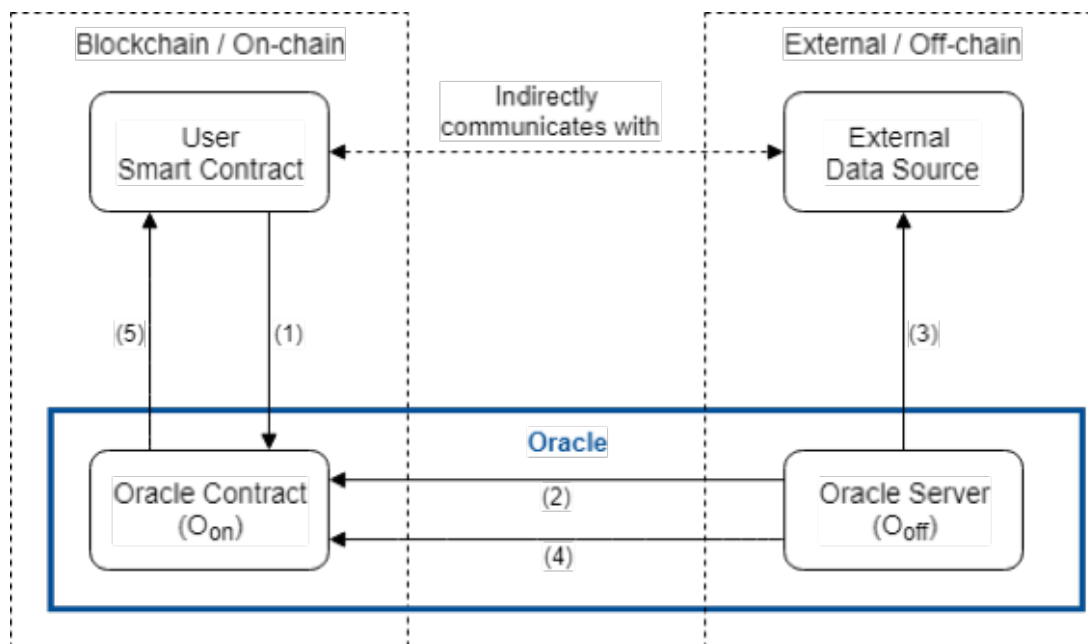 Blockchain / On-chain
External / Off-chain
User
Smart Contract
Indirectly
communicates with
External
Data Source
(5)
(1)
(3)
Oracle
Oracle Contract
(Oon)
(2)
(4)
Oracle Server
(Ooff)